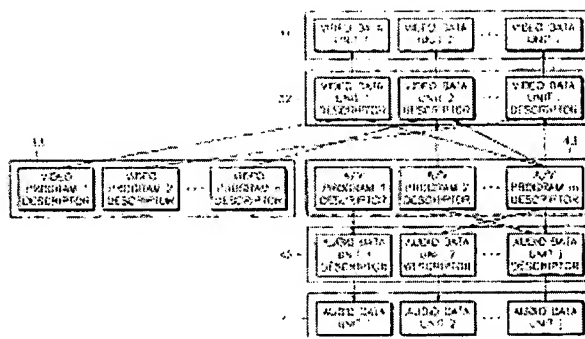 VIDEO DATA
UNIT 1
VIDEO DATA
UNIT 2
...
VIDEO DATA
VIDEO DATA
UNIT
DESCRIPTOR
VIDEO DATA
UNIT 2
DESCRIPTOR
...
VIDEO DATA
UNIT
DESCRIPTOR
VIDEO
PROGRAM 1
DESCRIPTOR
VIDEO
PROGRAM 2
DESCRIPTOR
...
VIDEO
PROGRAM n
DESCRIPTOR
A/V
PROGRAM 1
DESCRIPTOR
A/V
PROGRAM 2
DESCRIPTOR
...
A/V
PROGRAM m
DESCRIPTOR
AUDIO DATA
UNIT 1
DESCRIPTOR
AUDIO DATA
UNIT 2
DESCRIPTOR
...
AUDIO DATA
UNIT j
DESCRIPTOR
AUDIO DATA
UNIT 1
AUDIO DATA
UNIT 2
...
AUDIO DATA
UNIT j